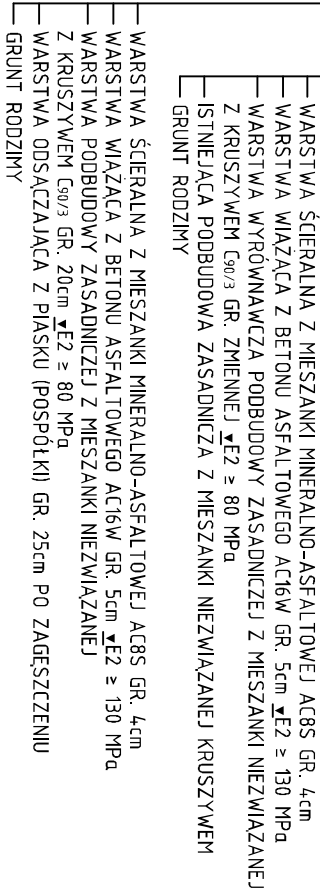 WARSTWA ŚCIERALNA Z MIESZANKI MINERALNO-ASFALTOWEJ AC8S GR. 4cm
WARSTWA WIĄŻĄCA Z BETONU ASFALTOWEGO AC16W GR. 5cm ▼E2 ≥ 130 MPa
WARSTWA WYRÓWNAWCZA PODBUDOWY ZASADNICZEJ Z MIESZANKI NIEZWIĄZANEJ
Z KRUSZYWEM C90/3 GR. ZMIENNEJ ▼E2 ≥ 80 MPa
ISTNIEJĄCA PODBUDOWA ZASADNICZA Z MIESZANKI NIEZWIĄZANEJ KRUSZYWEM
GRUNT RODZIMY
WARSTWA ŚCIERALNA Z MIESZANKI MINERALNO-ASFALTOWEJ AC8S GR. 4cm
WARSTWA WIĄŻĄCA Z BETONU ASFALTOWEGO AC16W GR. 5cm ▼E2 ≥ 130 MPa
WARSTWA PODBUDOWY ZASADNICZEJ Z MIESZANKI NIEZWIĄZANEJ
Z KRUSZYWEM C90/3 GR. 20cm ▼E2 ≥ 80 MPa
WARSTWA ODSĄCZAJĄCA Z PIASKU (POSPÓŁKI) GR. 25cm PO ZAGĘSZCZENIU
GRUNT RODZIMY